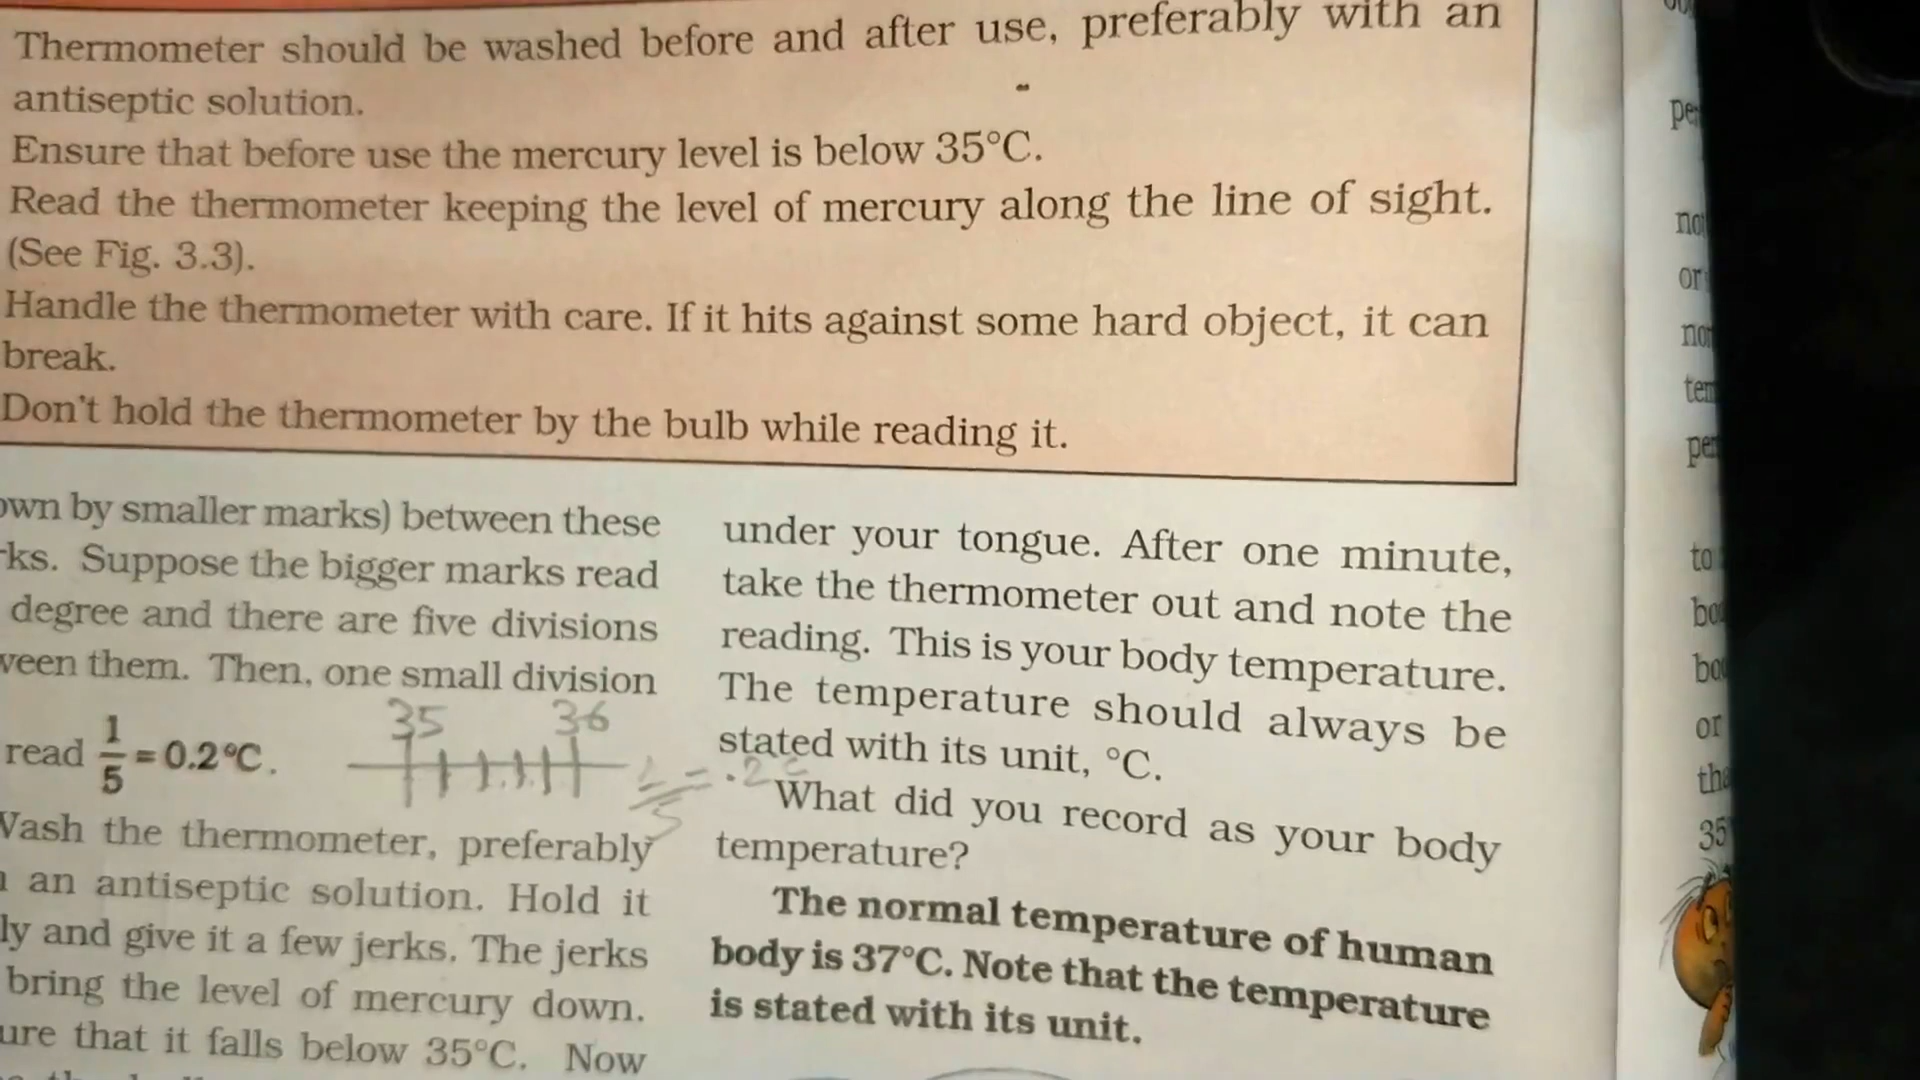 Thermometer should be washed before and after use, preferably with an
antiseptic solution.
Ensure that before use the mercury level is below 35°C.
Read the thermometer keeping the level of mercury along the line of sight.
(See Fig. 3.3).
Handle the thermometer with care. If it hits against some hard object, it can
break.
Don't hold the thermometer by the bulb while reading it.
own by smaller marks) between these
rks. Suppose the bigger marks read
degree and there are five divisions
ween them. Then, one small division
35 36
read 1/5 = 0.2°C.
Wash the thermometer, preferably
an antiseptic solution. Hold it
ly and give it a few jerks. The jerks
bring the level of mercury down.
ure that it falls below 35°C. Now
under your tongue. After one minute,
take the thermometer out and note the
reading. This is your body temperature.
The temperature should always be
stated with its unit, °C.
What did you record as your body
temperature?
The normal temperature of human
body is 37°C. Note that the temperature
is stated with its unit.
to
or
35